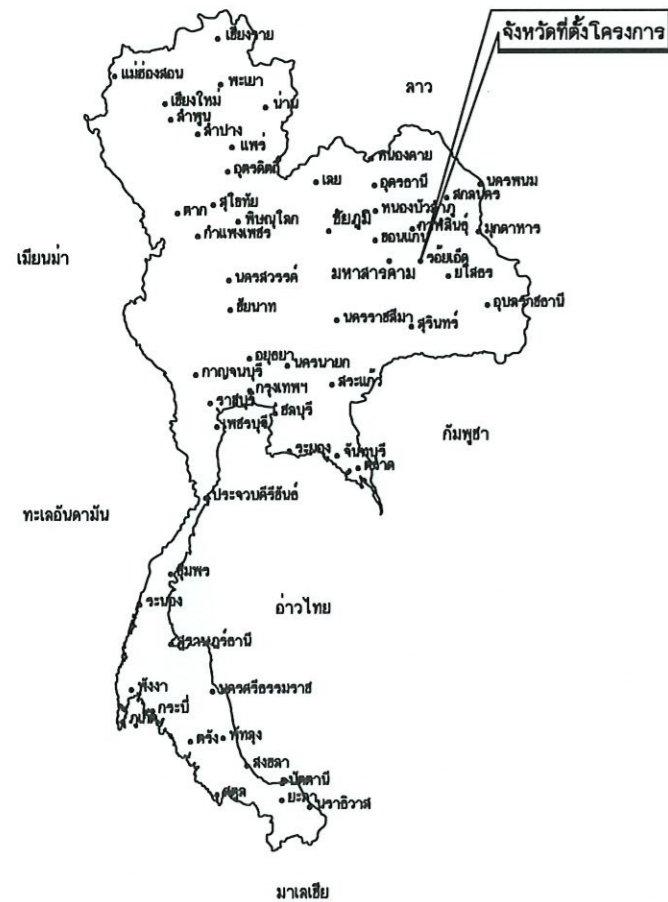 เชียงราย
จังหวัดที่ตั้งโครงการ
แม่ฮ่องสอน
พะเยา
ลาว
เชียงใหม่
น่าน
ลำพูน
ลำปาง
แพร่
หนองคาย
อุตรดิตถ์
เลย
อุดรธานี
นครพนม
สกลนคร
สุโขทัย
ตาก
พิษณุโลก
หนองบัวลำภู
ชัยภูมิ
กาฬสินธุ์
มุกดาหาร
กำแพงเพชร
ขอนแก่น
เมียนม่า
มหาสารคาม
ร้อยเอ็ด
ยโสธร
นครสวรรค์
อุบลราชธานี
ชัยนาท
นครราชสีมา
สุรินทร์
อยุธยา
นครนายก
กาญจนบุรี
สระแก้ว
กรุงเทพฯ
ราชบุรี
ชลบุรี
เพชรบุรี
กัมพูชา
ระยอง
จันทบุรี
ตราด
ประจวบคีรีขันธ์
ทะเลอันดามัน
ชุมพร
ระนอง
อ่าวไทย
สุราษฎร์ธานี
พังงา
นครศรีธรรมราช
กระบี่
ภูเก็ต
ตรัง
พัทลุง
สงขลา
ปัตตานี
สตูล
ยะลา
นราธิวาส
มาเลเซีย